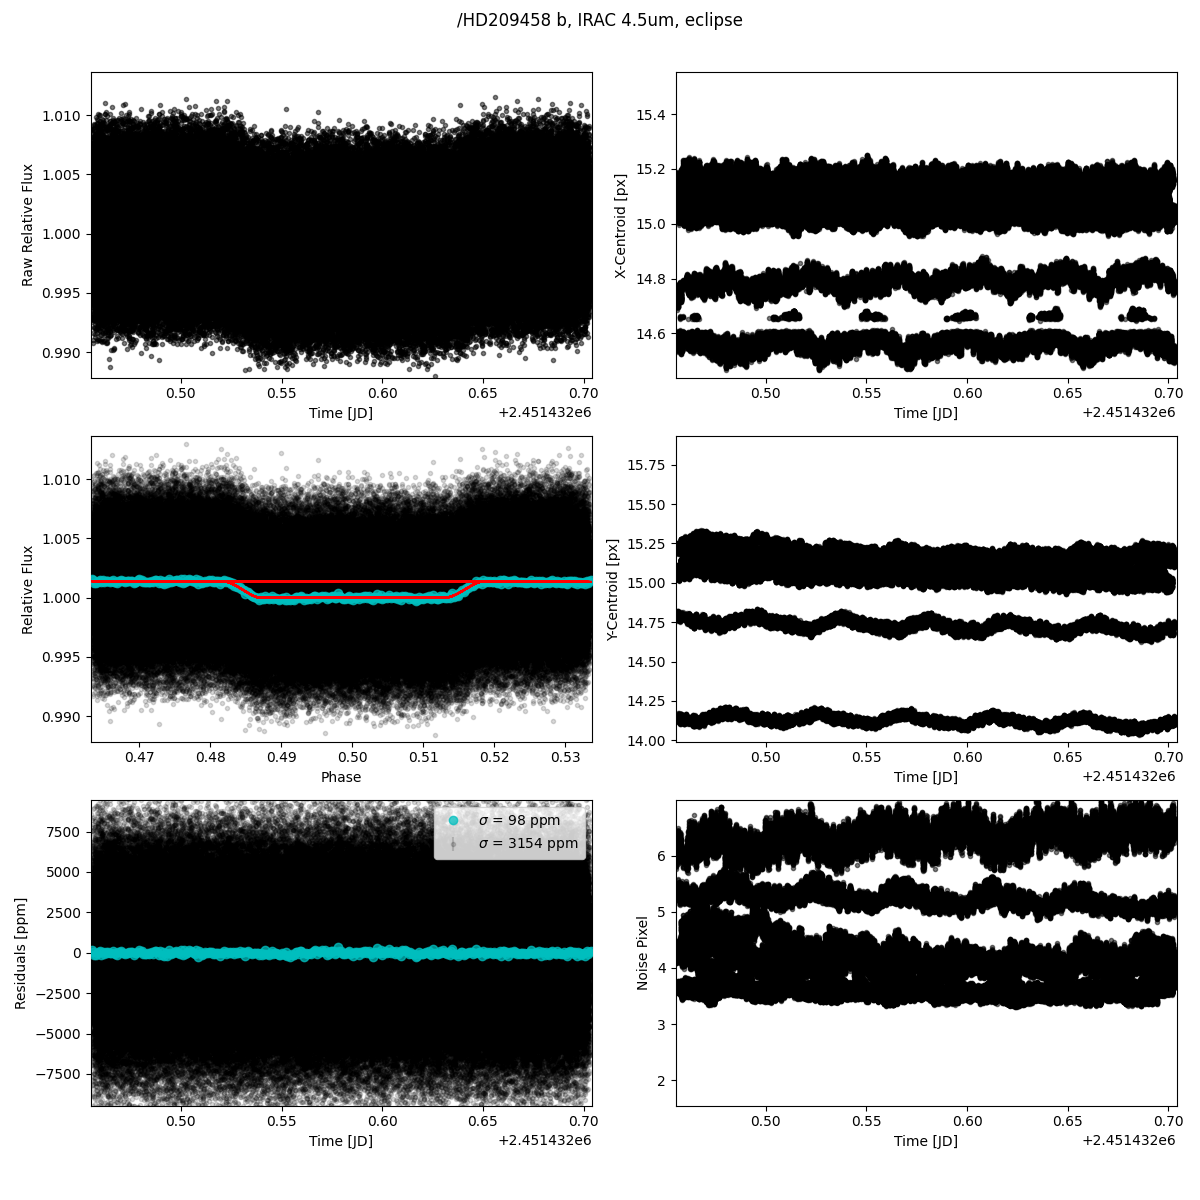 /HD209458 b, IRAC 4.5um, eclipse
1.010
1.005
1.000
0.995
0.990
Raw Relative Flux
0.50 0.55 0.60 0.65 0.70
Time [JD]
+2.451432e6
15.4
15.2
15.0
14.8
14.6
X-Centroid [px]
0.50 0.55 0.60 0.65 0.70
Time [JD]
+2.451432e6
1.010
1.005
1.000
0.995
0.990
Relative Flux
0.47 0.48 0.49 0.50 0.51 0.52 0.53
Phase
15.75
15.50
15.25
15.00
14.75
14.50
14.25
14.00
Y-Centroid [px]
0.50 0.55 0.60 0.65 0.70
Time [JD]
+2.451432e6
7500
5000
2500
0
−2500
−5000
−7500
Residuals [ppm]
σ = 98 ppm
σ = 3154 ppm
0.50 0.55 0.60 0.65 0.70
Time [JD]
+2.451432e6
6
5
4
3
2
Noise Pixel
0.50 0.55 0.60 0.65 0.70
Time [JD]
+2.451432e6